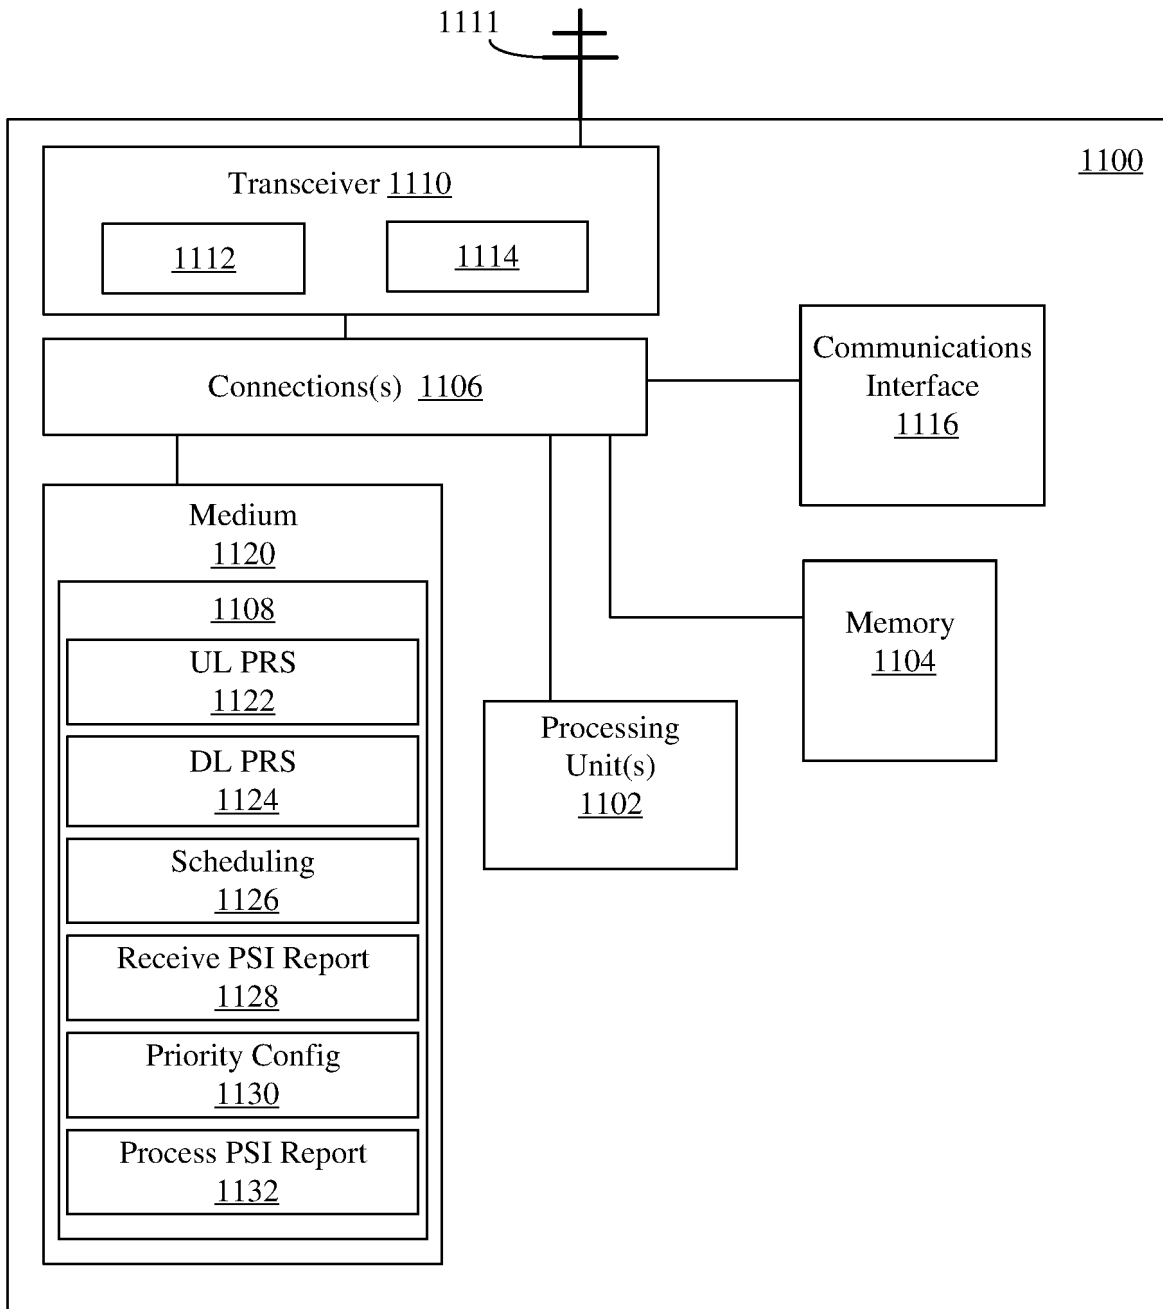 1111
1100
Transceiver 1110
1112
1114
Connections(s) 1106
Communications
Interface
1116
Medium
1120
1108
UL PRS
1122
DL PRS
1124
Scheduling
1126
Receive PSI Report
1128
Priority Config
1130
Process PSI Report
1132
Processing
Unit(s)
1102
Memory
1104